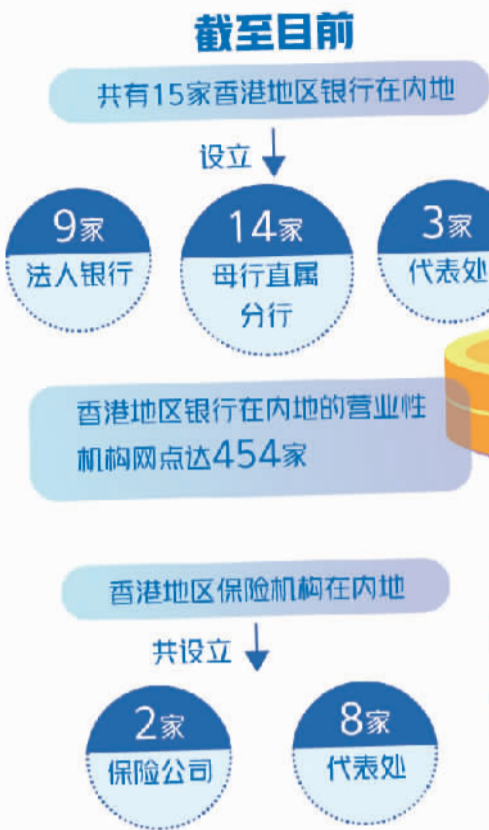 截至目前
共有15家香港地区银行在内地
设立
9家
法人银行
14家
母行直属
分行
3家
代表处
香港地区银行在内地的营业性
机构网点达454家
香港地区保险机构在内地
共设立
2家
保险公司
8家
代表处